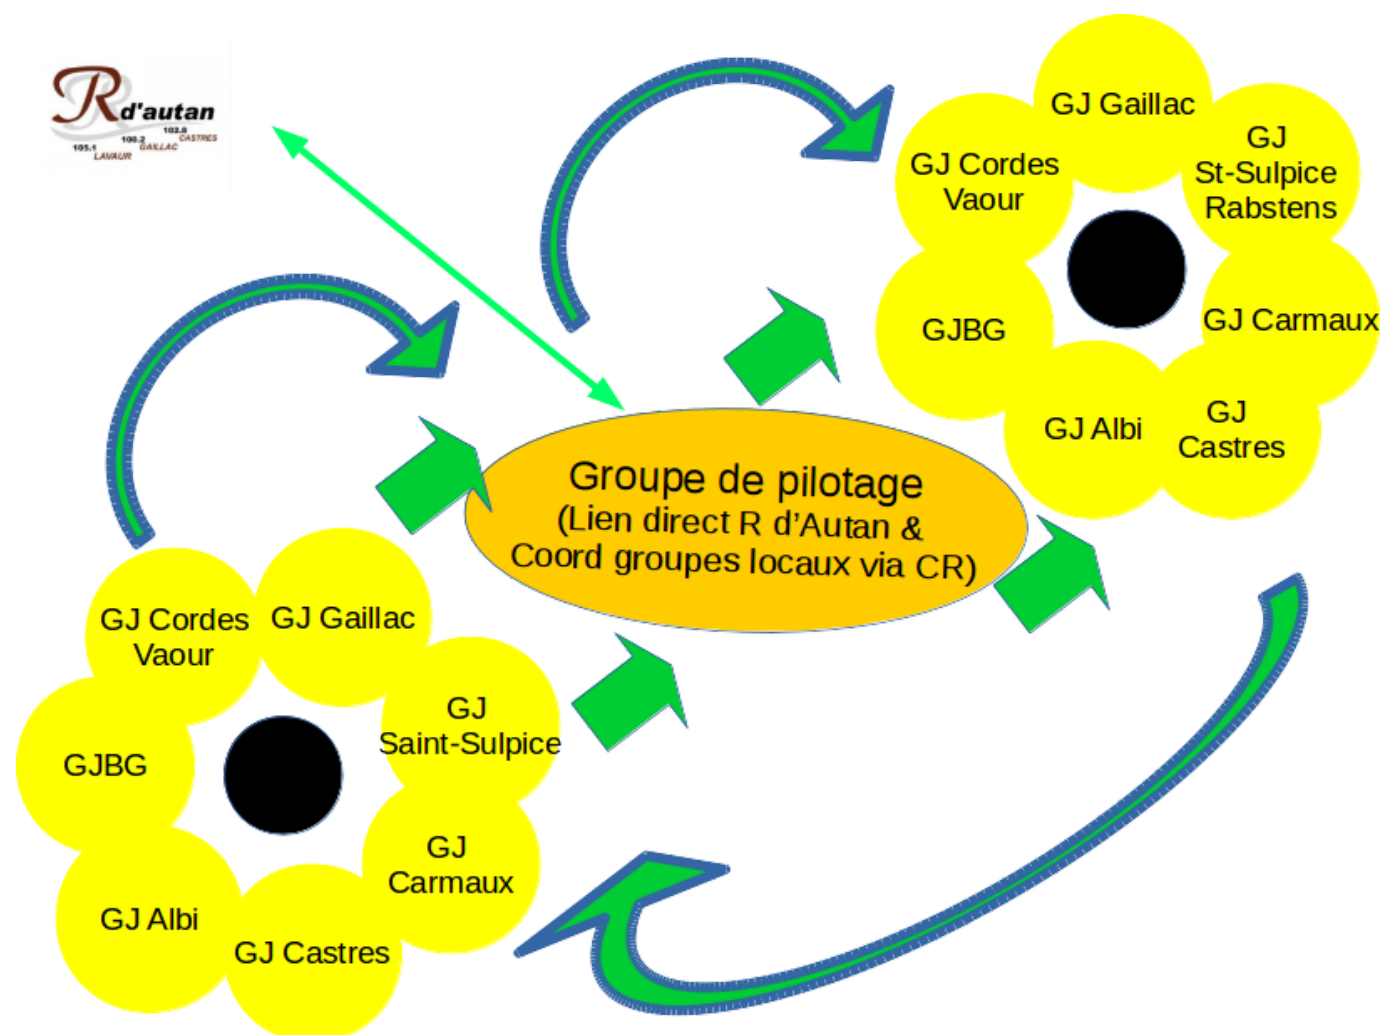 R d'autan
102.8
CASTRES
100.2
GAILLAC
105.1
LAVAUR
GJ Gaillac
GJ Cordes
Vaour
GJ
St-Sulpice
Rabstens
GJBG
GJ Carmaux
GJ Albi
GJ
Castres
Groupe de pilotage
(Lien direct R d'Autan &
Coord groupes locaux via CR)
GJ Cordes
Vaour
GJ Gaillac
GJ
Saint-Sulpice
GJBG
GJ
Carmaux
GJ Albi
GJ Castres